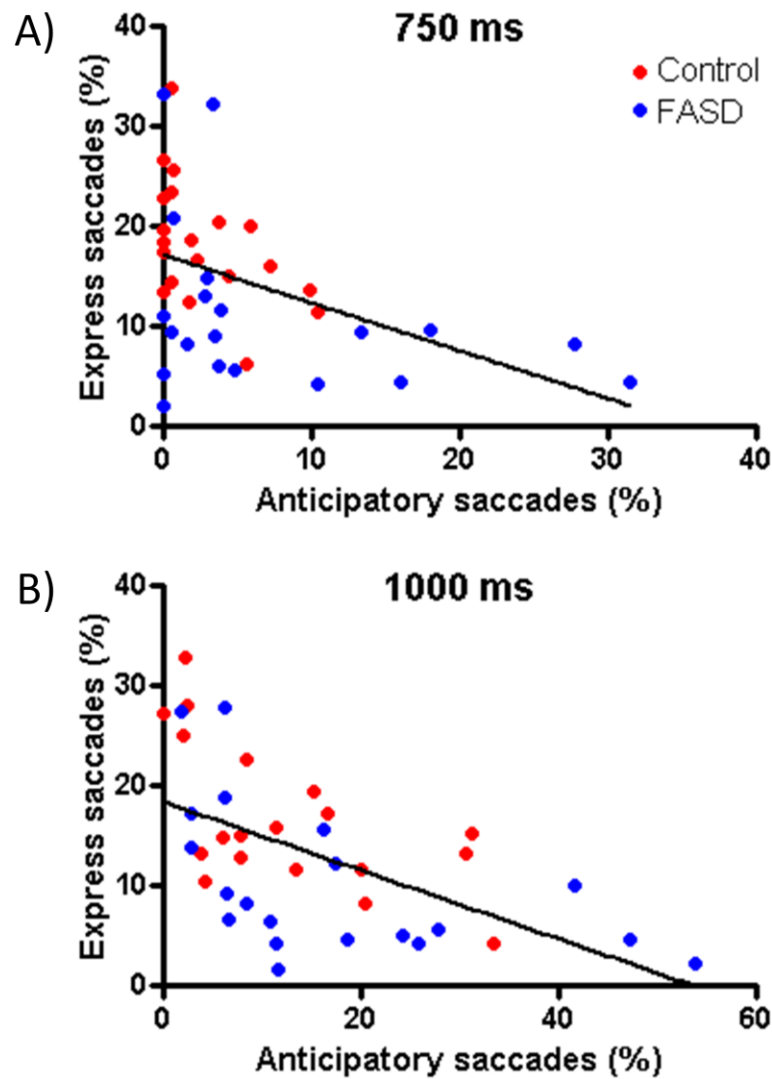 A)
750 ms
Control
FASD
Express saccades (%)
40
30
20
10
0
0 10 20 30 40
Anticipatory saccades (%)
B)
1000 ms
Express saccades (%)
40
30
20
10
0
0 20 40 60
Anticipatory saccades (%)